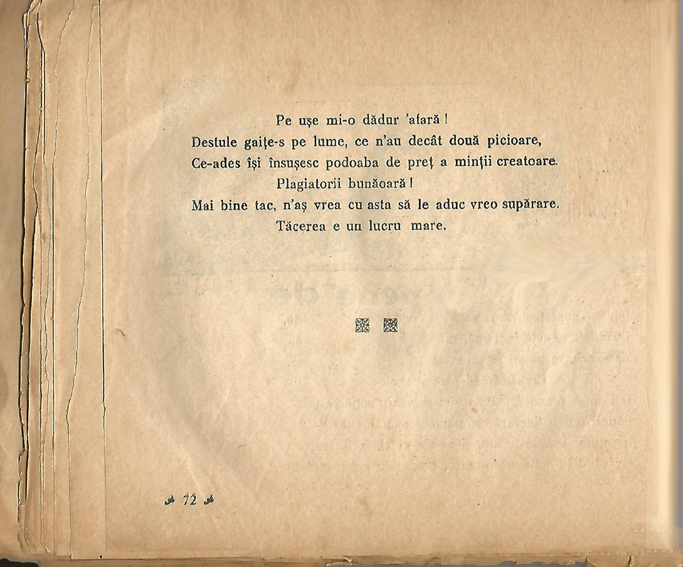 Pe uşe mi-o dădur 'afară !
Destule gaiţe-s pe lume, ce n'au decât două picioare,
Ce-ades îşi însuşesc podoaba de preţ a minţii creatoare.
Plagiatorii bunăoară !
Mai bine tac, n'aş vrea cu asta să le aduc vreo supărare.
Tăcerea e un lucru mare.
72